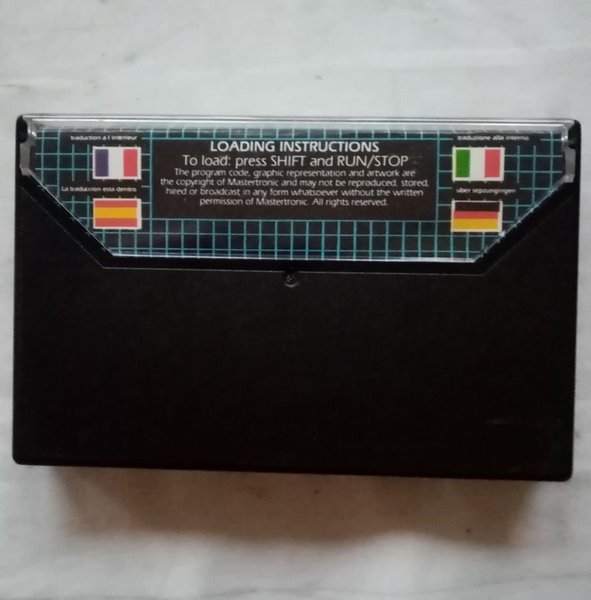 traduction a l'interieur
traduzione alla interno
LOADING INSTRUCTIONS
To load: press SHIFT and RUN/STOP
The program code, graphic representation and artwork are
the copyright of Mastertronic and may not be reproduced, stored,
hired or broadcast in any form whatsoever without the written
permission of Mastertronic. All rights reserved.
La traduccion esta dentro
uber sepzungingen